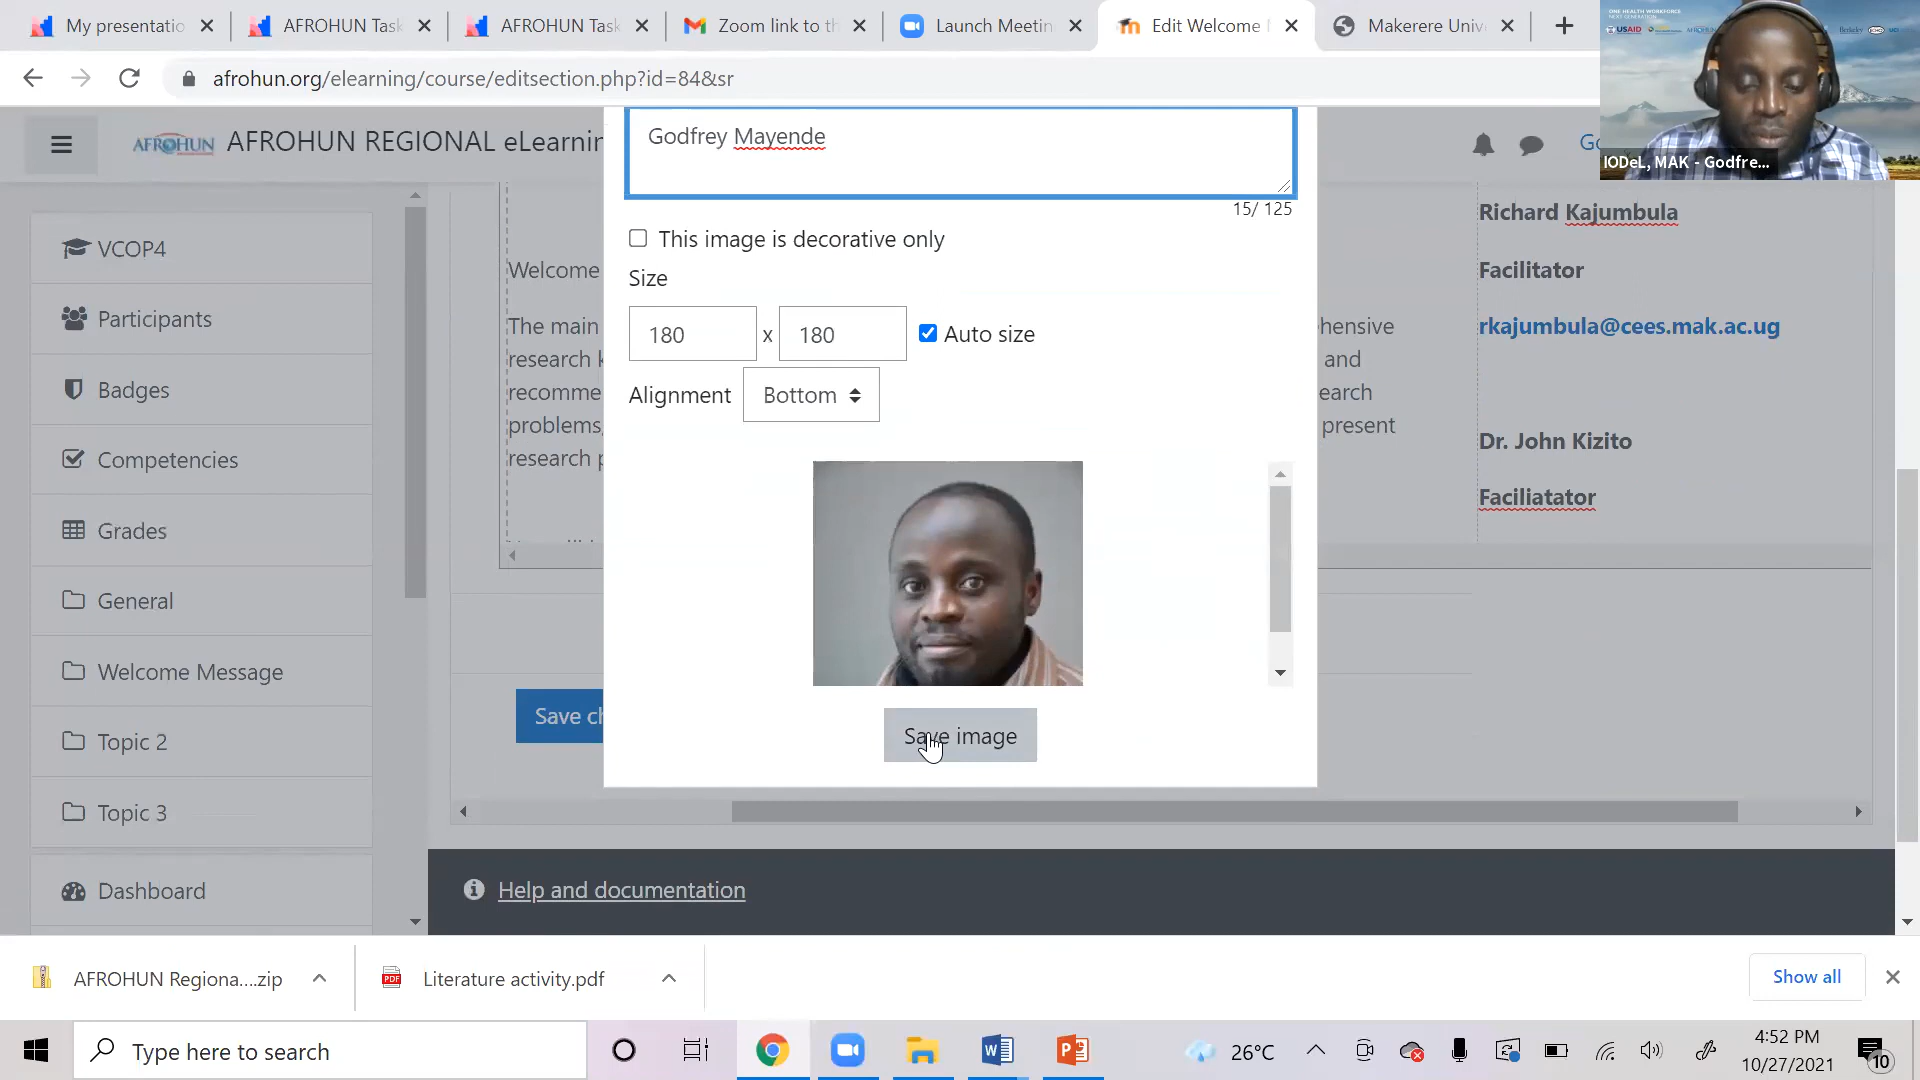 My presentatio
AFROHUN Task
AFROHUN Task
Zoom link to th
Launch Meetin
Edit Welcome
Makerere Univ
afrohun.org/elearning/course/editsection.php?id=84&sr
ONE HEALTH WORKFORCE
NEXT GENERATION
USAID
Berkeley
IODeL, MAK - Godfre...
AFROHUN
AFROHUN REGIONAL eLearnin
Go
VCOP4
Participants
Badges
Competencies
Grades
General
Welcome Message
Topic 2
Topic 3
Dashboard
Welcome
The main
research k
recomme
problems,
research p
hensive
and
earch
present
Richard Kajumbula
Facilitator
rkajumbula@cees.mak.ac.ug
Dr. John Kizito
Faciliatator
Save ch
Godfrey Mayende
15/ 125
This image is decorative only
Size
180 x 180 Auto size
Alignment Bottom
Save image
Help and documentation
AFROHUN Regiona....zip
PDF
Literature activity.pdf
Show all
Type here to search
26°C
4:52 PM
10/27/2021
10